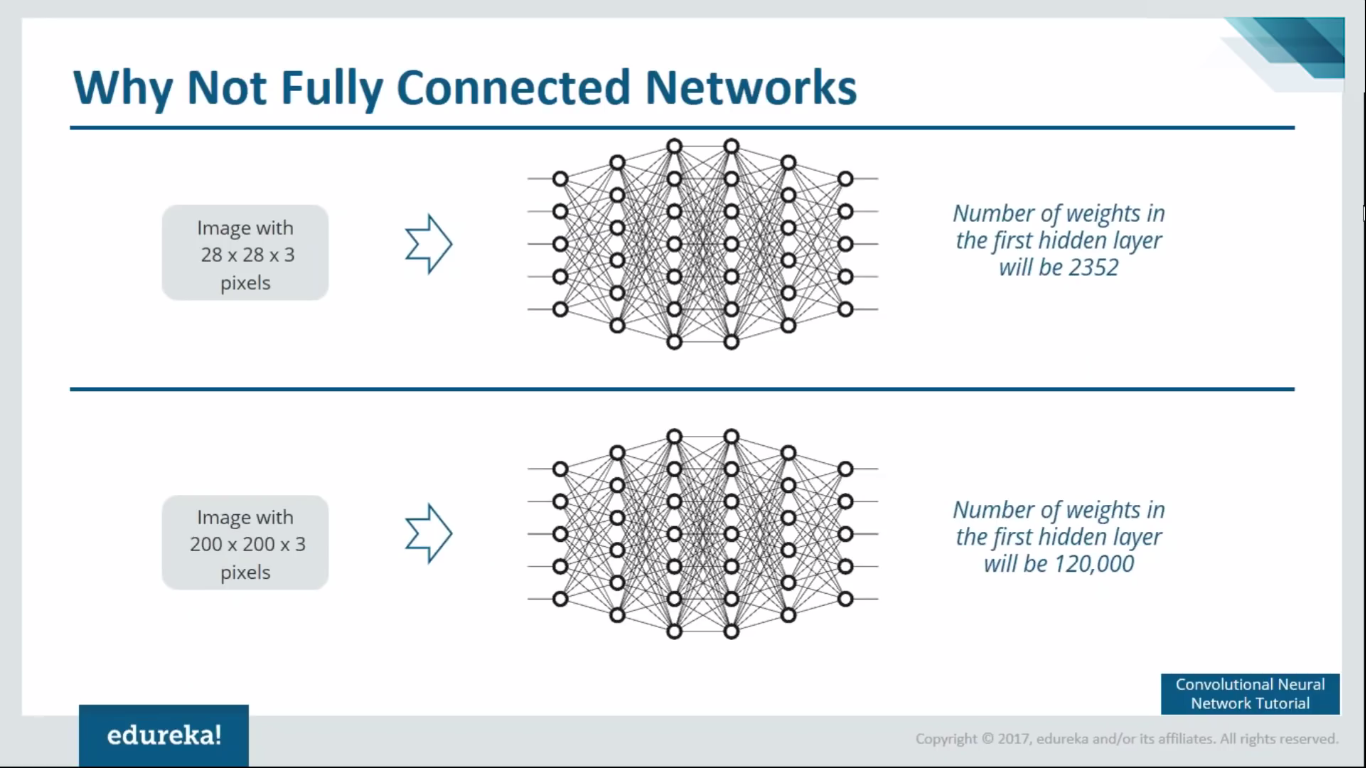 Why Not Fully Connected Networks
Image with
28 x 28 x 3
pixels
Number of weights in
the first hidden layer
will be 2352
Image with
200 x 200 x 3
pixels
Number of weights in
the first hidden layer
will be 120,000
Convolutional Neural
Network Tutorial
edureka!
Copyright © 2017, edureka and/or its affiliates. All rights reserved.